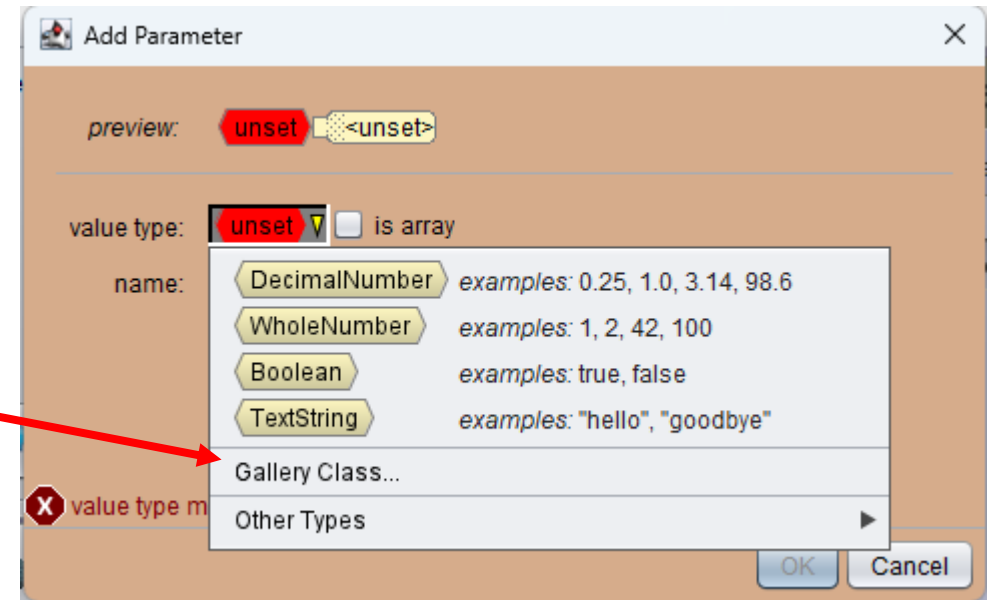 Add Parameter
preview: unset <unset>
value type: unset is array
name:
DecimalNumber examples: 0.25, 1.0, 3.14, 98.6
WholeNumber examples: 1, 2, 42, 100
Boolean examples: true, false
TextString examples: "hello", "goodbye"
Gallery Class...
X value type m
Other Types
OK Cancel